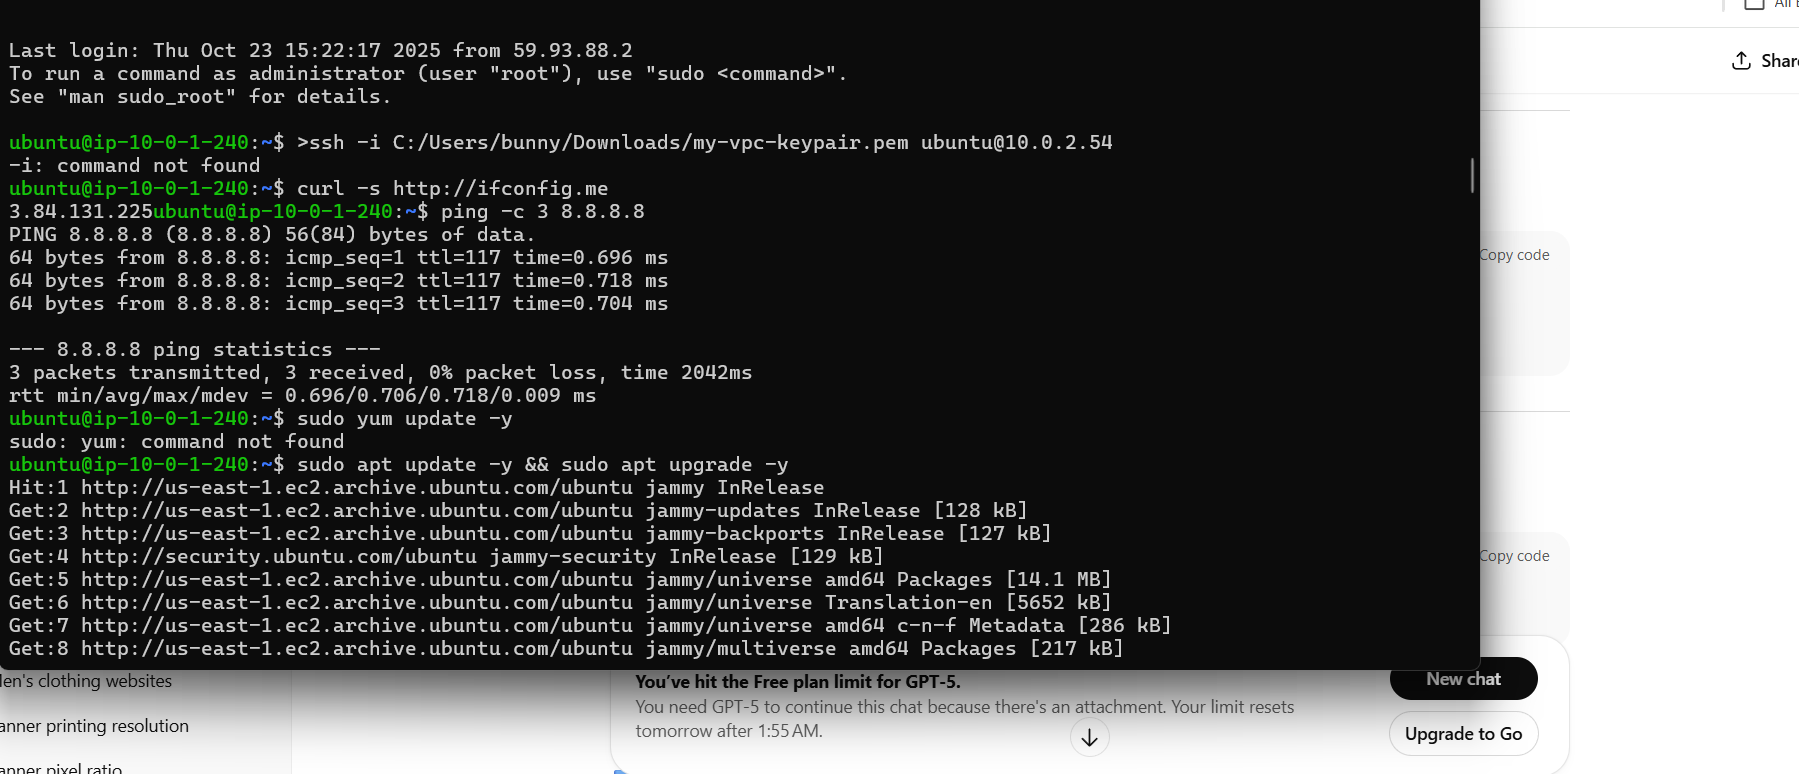 Last login: Thu Oct 23 15:22:17 2025 from 59.93.88.2
To run a command as administrator (user "root"), use "sudo <command>".
See "man sudo_root" for details.
ubuntu@ip-10-0-1-240:~$ >ssh -i C:/Users/bunny/Downloads/my-vpc-keypair.pem ubuntu@10.0.2.54
-i: command not found
ubuntu@ip-10-0-1-240:~$ curl -s http://ifconfig.me
3.84.131.225ubuntu@ip-10-0-1-240:~$ ping -c 3 8.8.8.8
PING 8.8.8.8 (8.8.8.8) 56(84) bytes of data.
64 bytes from 8.8.8.8: icmp_seq=1 ttl=117 time=0.696 ms
64 bytes from 8.8.8.8: icmp_seq=2 ttl=117 time=0.718 ms
64 bytes from 8.8.8.8: icmp_seq=3 ttl=117 time=0.704 ms
--- 8.8.8.8 ping statistics ---
3 packets transmitted, 3 received, 0% packet loss, time 2042ms
rtt min/avg/max/mdev = 0.696/0.706/0.718/0.009 ms
ubuntu@ip-10-0-1-240:~$ sudo yum update -y
sudo: yum: command not found
ubuntu@ip-10-0-1-240:~$ sudo apt update -y && sudo apt upgrade -y
Hit:1 http://us-east-1.ec2.archive.ubuntu.com/ubuntu jammy InRelease
Get:2 http://us-east-1.ec2.archive.ubuntu.com/ubuntu jammy-updates InRelease [128 kB]
Get:3 http://us-east-1.ec2.archive.ubuntu.com/ubuntu jammy-backports InRelease [127 kB]
Get:4 http://security.ubuntu.com/ubuntu jammy-security InRelease [129 kB]
Get:5 http://us-east-1.ec2.archive.ubuntu.com/ubuntu jammy/universe amd64 Packages [14.1 MB]
Get:6 http://us-east-1.ec2.archive.ubuntu.com/ubuntu jammy/universe Translation-en [5652 kB]
Get:7 http://us-east-1.ec2.archive.ubuntu.com/ubuntu jammy/universe amd64 c-n-f Metadata [286 kB]
Get:8 http://us-east-1.ec2.archive.ubuntu.com/ubuntu jammy/multiverse amd64 Packages [217 kB]
All
Shar
Copy code
Copy code
en's clothing websites
anner printing resolution
anner pixel ratio
You've hit the Free plan limit for GPT-5.
You need GPT-5 to continue this chat because there's an attachment. Your limit resets
tomorrow after 1:55 AM.
New chat
Upgrade to Go